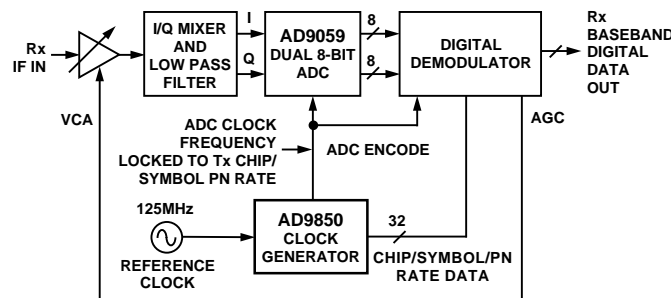 Rx
IF IN
VCA
I/Q MIXER
AND
LOW PASS
FILTER
I
Q
AD9059
DUAL 8-BIT
ADC
8
8
DIGITAL
DEMODULATOR
Rx
BASEBAND
DIGITAL
DATA
OUT
AGC
ADC CLOCK
FREQUENCY
LOCKED TO Tx CHIP/
SYMBOL PN RATE
ADC ENCODE
125MHz
REFERENCE
CLOCK
AD9850
CLOCK
GENERATOR
32
CHIP/SYMBOL/PN
RATE DATA